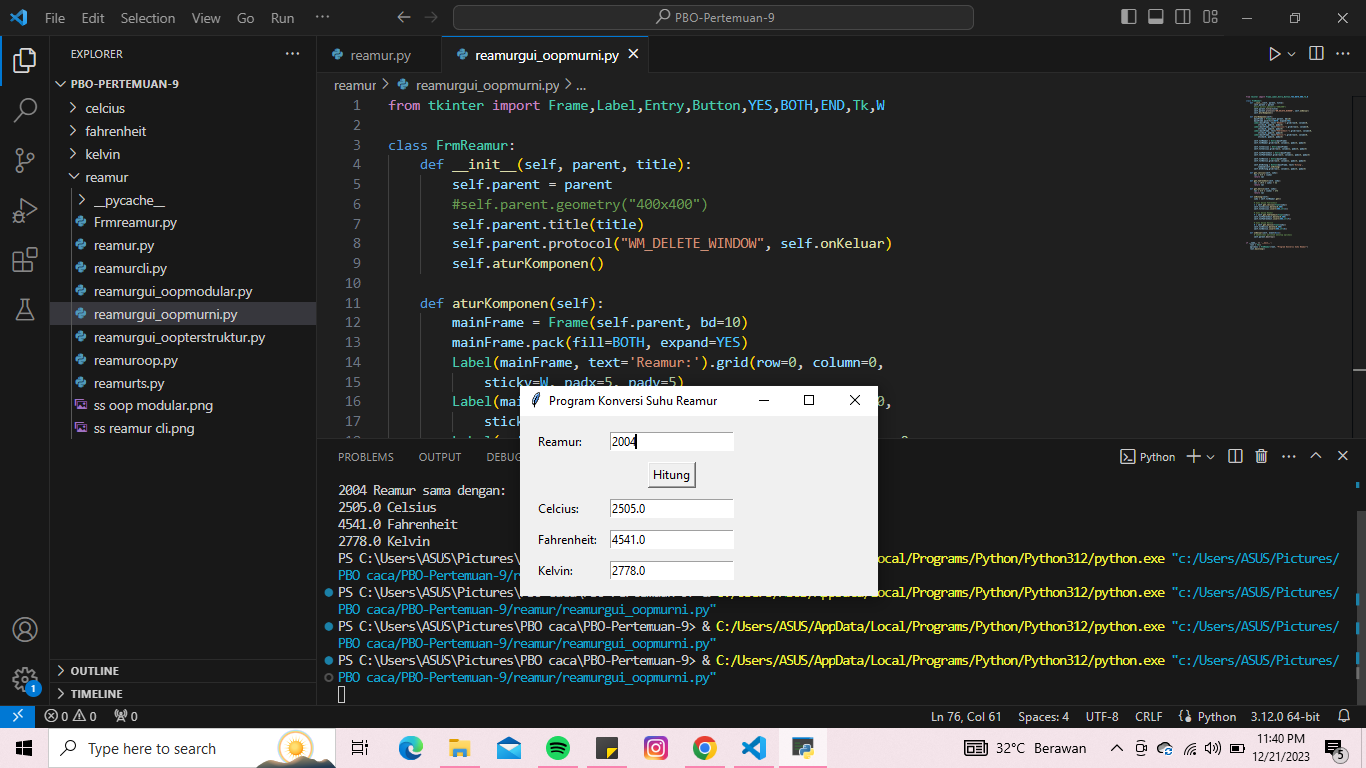 File Edit Selection View Go Run ··· PBO-Pertemuan-9
EXPLORER ···
PBO-PERTEMUAN-9
celcius
fahrenheit
kelvin
reamur
__pycache__
Frmreamur.py
reamur.py
reamurcli.py
reamurgui_oopmodular.py
reamurgui_oopmurni.py
reamurgui_oopterstruktur.py
reamuroop.py
reamurts.py
ss oop modular.png
ss reamur cli.png
OUTLINE
TIMELINE
reamur.py reamurgui_oopmurni.py
reamur > reamurgui_oopmurni.py > ...
1 from tkinter import Frame,Label,Entry,Button,YES,BOTH,END,Tk,W
2
3 class FrmReamur:
4 def __init__(self, parent, title):
5 self.parent = parent
6 #self.parent.geometry("400x400")
7 self.parent.title(title)
8 self.parent.protocol("WM_DELETE_WINDOW", self.onKeluar)
9 self.aturKomponen()
10
11 def aturKomponen(self):
12 mainFrame = Frame(self.parent, bd=10)
13 mainFrame.pack(fill=BOTH, expand=YES)
14 Label(mainFrame, text='Reamur:').grid(row=0, column=0,
15 sticky=W, padx=5, pady=5)
16 Label(mai 0,
17 stick
Program Konversi Suhu Reamur
Reamur: 2004
Hitung
Celcius: 2505.0
Fahrenheit: 4541.0
Kelvin: 2778.0
PROBLEMS OUTPUT DEBUG Python
2004 Reamur sama dengan:
2505.0 Celsius
4541.0 Fahrenheit
2778.0 Kelvin
PS C:\Users\ASUS\Pictures\ Local/Programs/Python/Python312/python.exe "c:/Users/ASUS/Pictures/
PBO caca/PBO-Pertemuan-9/
PS C:\Users\ASUS\Pictures\ Local/Programs/Python/Python312/python.exe "c:/Users/ASUS/Pictures/
PBO caca/PBO-Pertemuan-9/reamur/reamurgui_oopmurni.py"
PS C:\Users\ASUS\Pictures\PBO caca\PBO-Pertemuan-9> & C:/Users/ASUS/AppData/Local/Programs/Python/Python312/python.exe "c:/Users/ASUS/Pictures/
PBO caca/PBO-Pertemuan-9/reamur/reamurgui_oopmurni.py"
PS C:\Users\ASUS\Pictures\PBO caca\PBO-Pertemuan-9> & C:/Users/ASUS/AppData/Local/Programs/Python/Python312/python.exe "c:/Users/ASUS/Pictures/
PBO caca/PBO-Pertemuan-9/reamur/reamurgui_oopmurni.py"
1
0 0 0 Ln 76, Col 61 Spaces: 4 UTF-8 CRLF Python 3.12.0 64-bit
Type here to search 32°C Berawan 11:40 PM
12/21/2023 5